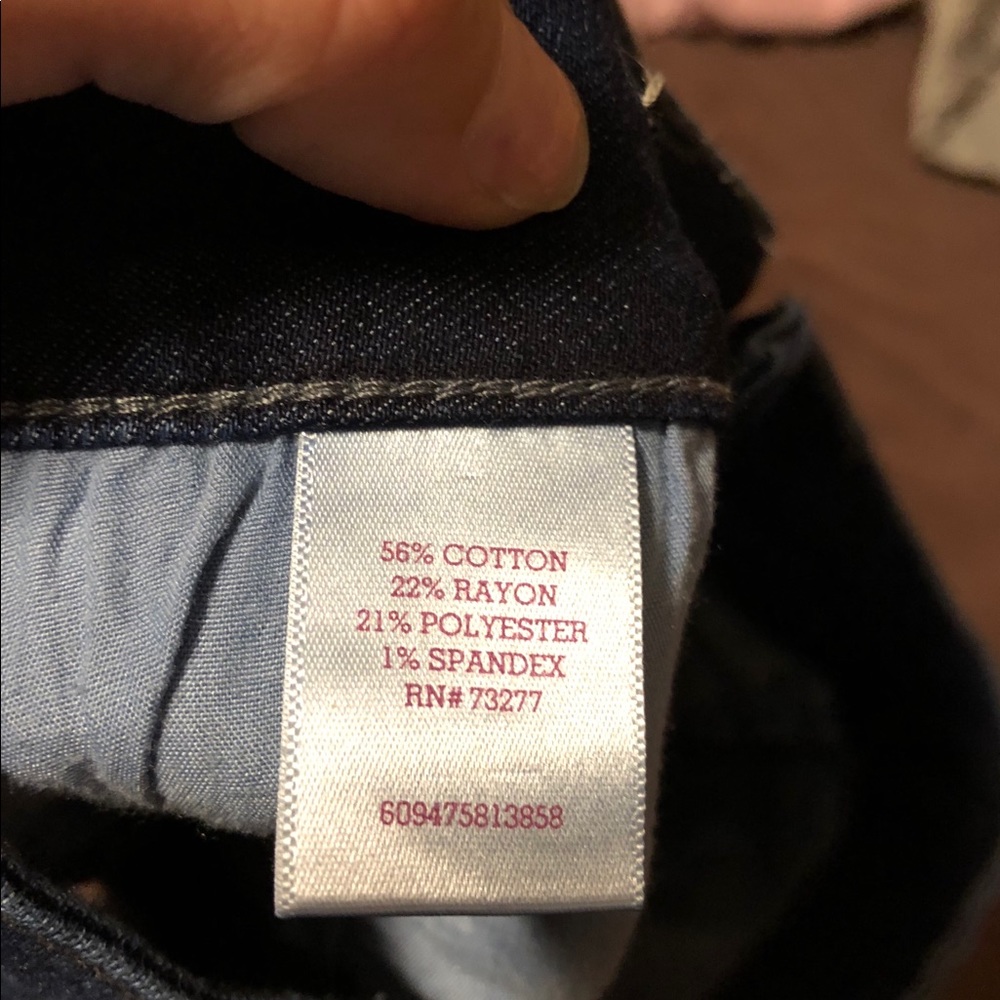 56% COTTON
22% RAYON
21% POLYESTER
1% SPANDEX
RN# 73277
609475813858